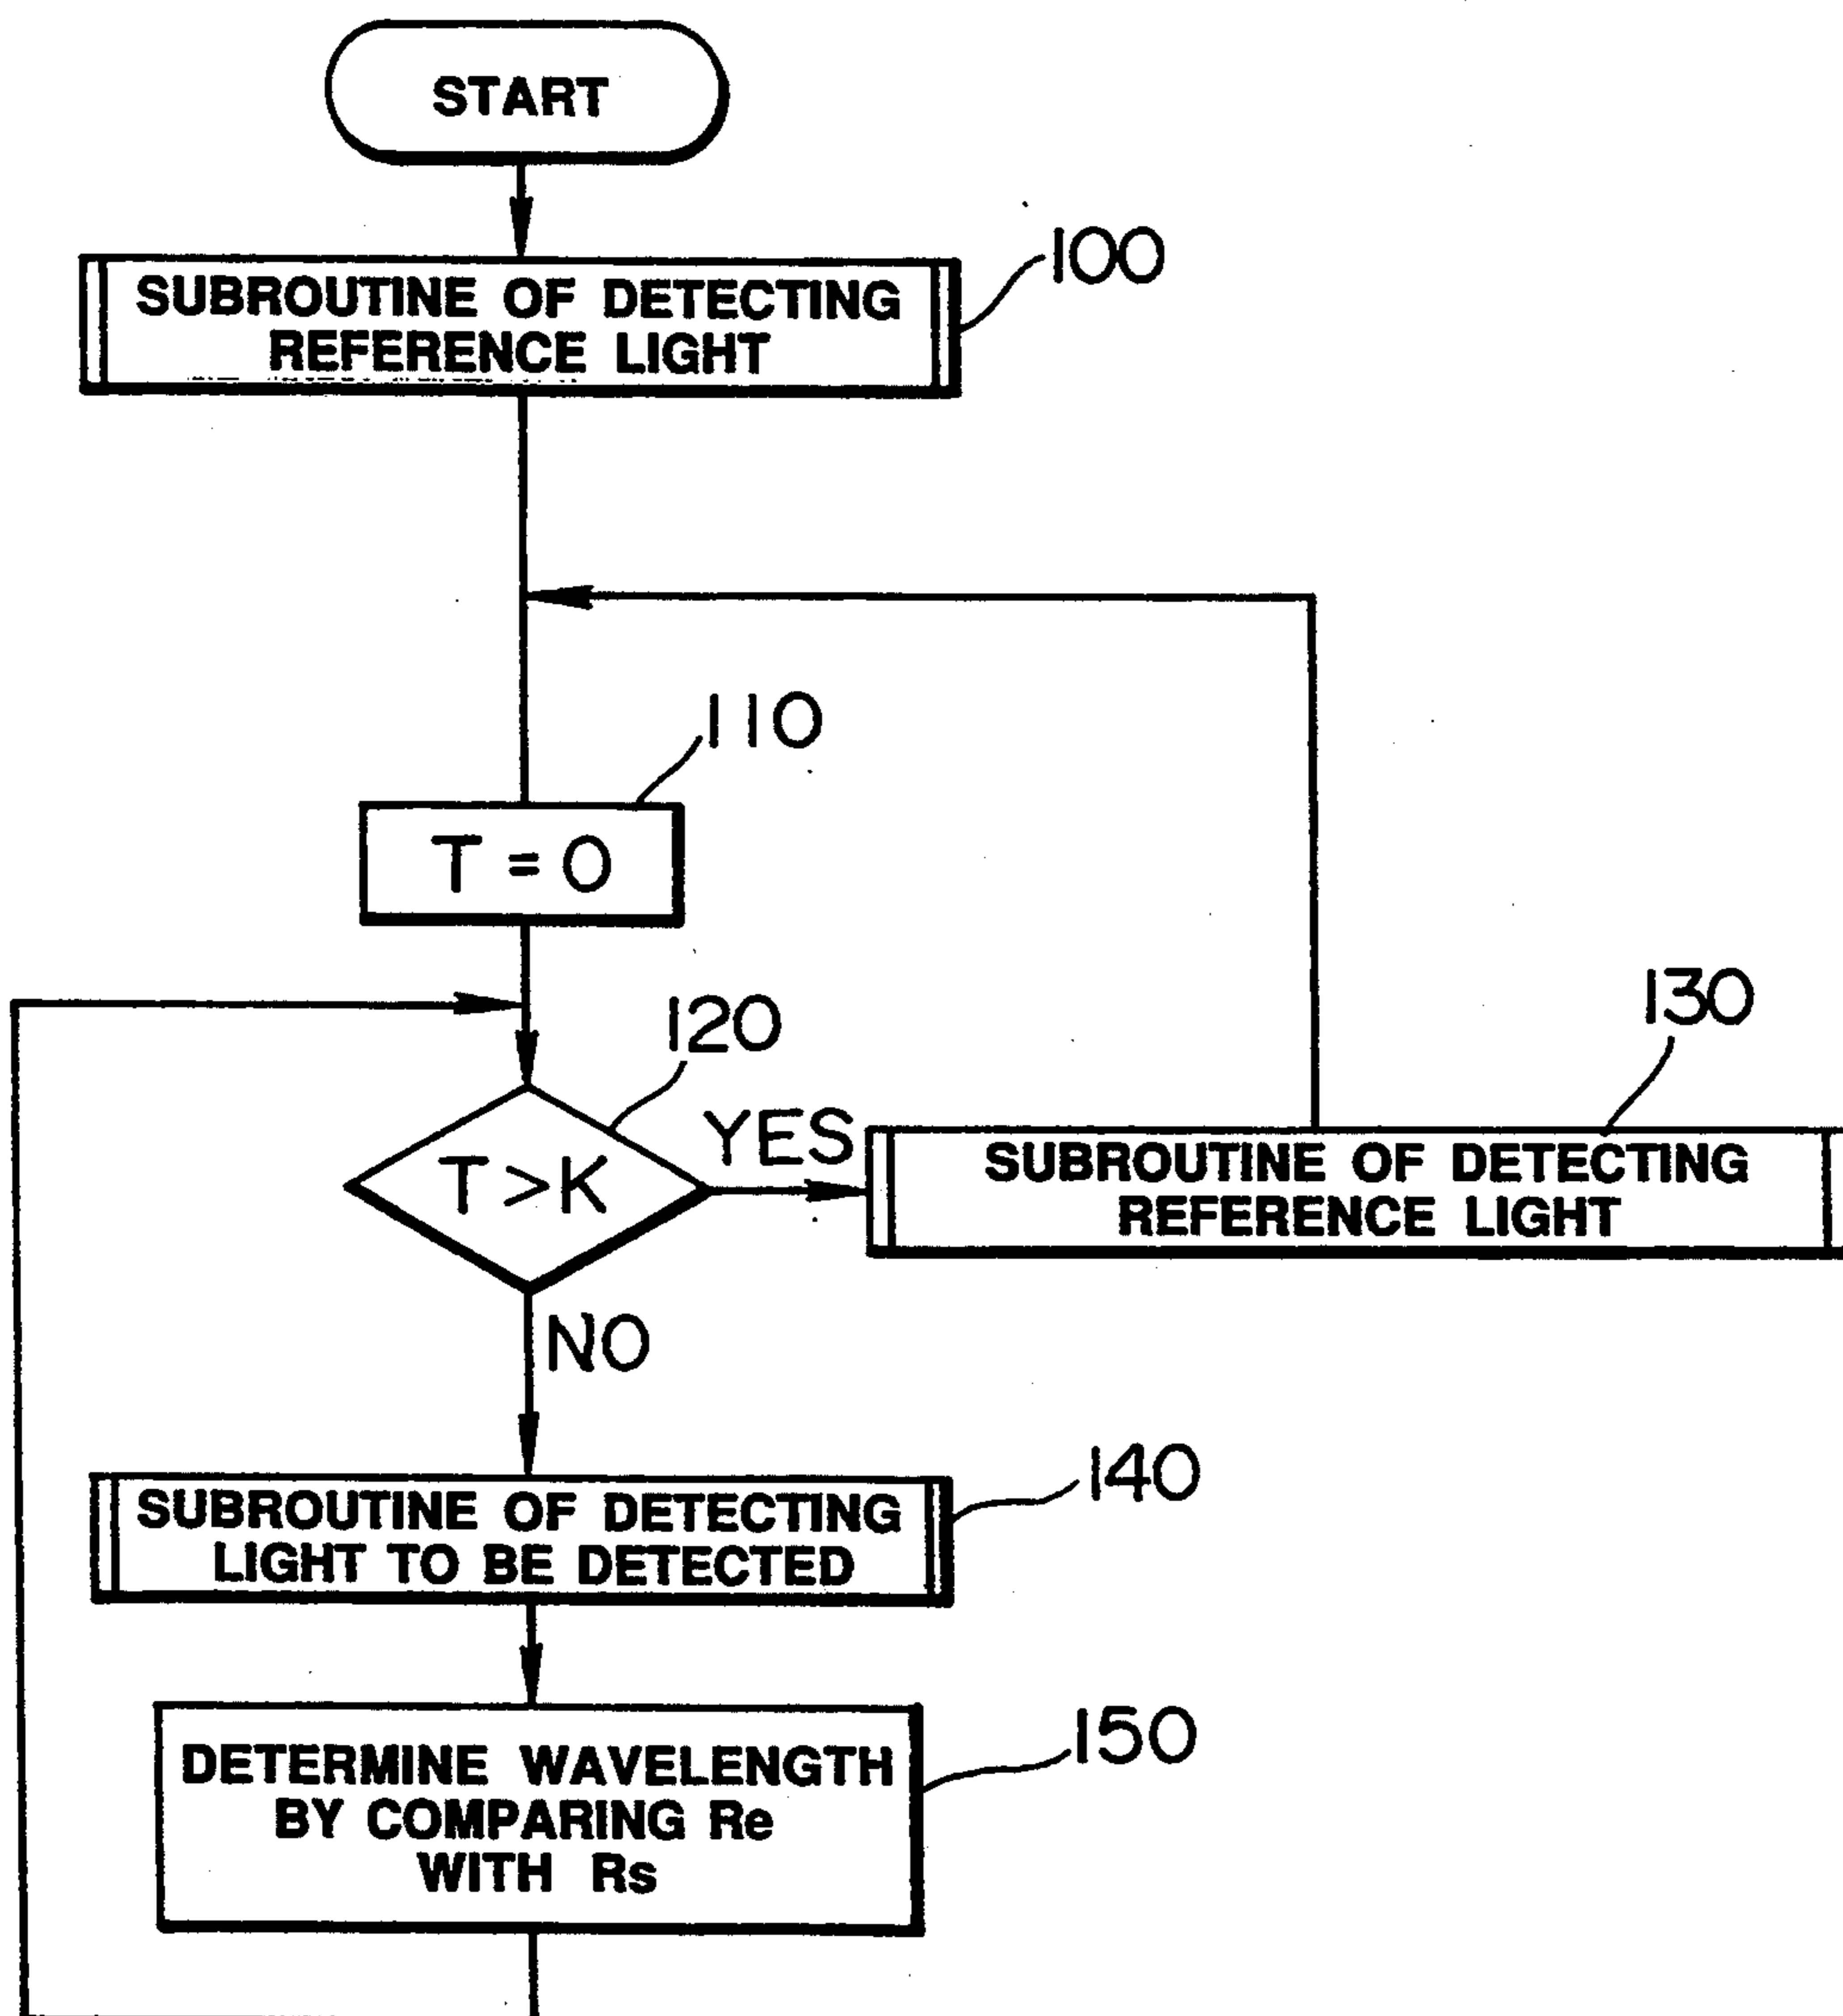 START
100
SUBROUTINE OF DETECTING
REFERENCE LIGHT
110
T = 0
120
130
YES
T > K
SUBROUTINE OF DETECTING
REFERENCE LIGHT
NO
140
SUBROUTINE OF DETECTING
LIGHT TO BE DETECTED
150
DETERMINE WAVELENGTH
BY COMPARING Re
WITH Rs